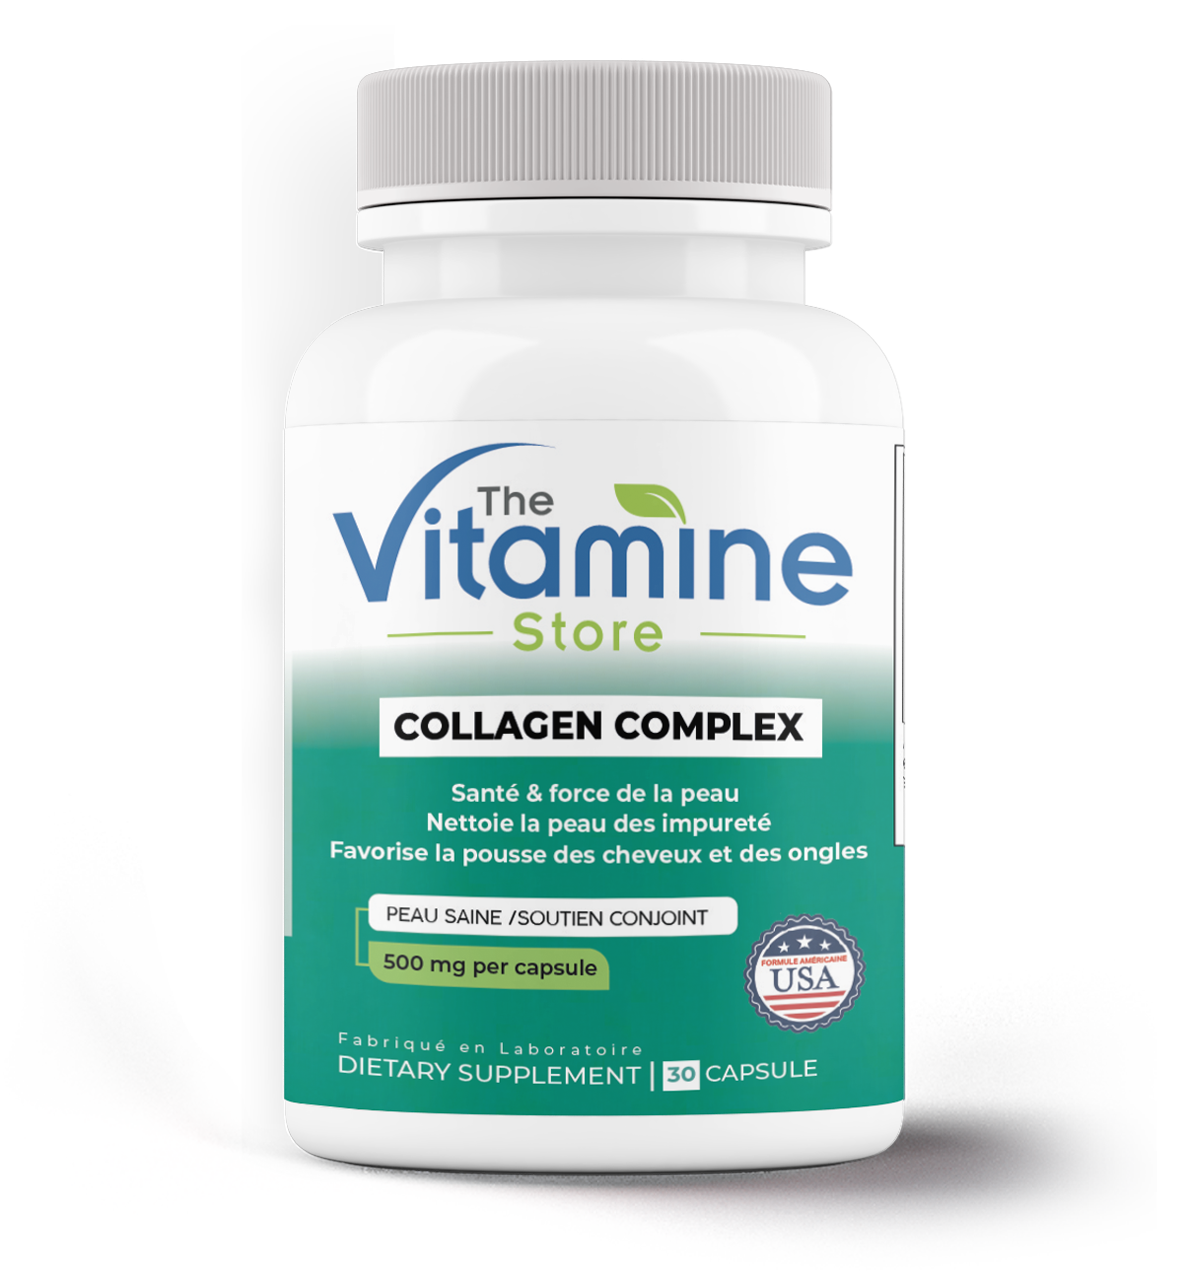 The
Vitamine
Store
COLLAGEN COMPLEX
Santé & force de la peau
Nettoie la peau des impureté
Favorise la pousse des cheveux et des ongles
PEAU SAINE /SOUTIEN CONJOINT
500 mg per capsule
FORMULE AMÉRICAINE
USA
Fabriqué en Laboratoire
DIETARY SUPPLEMENT | 30 CAPSULE